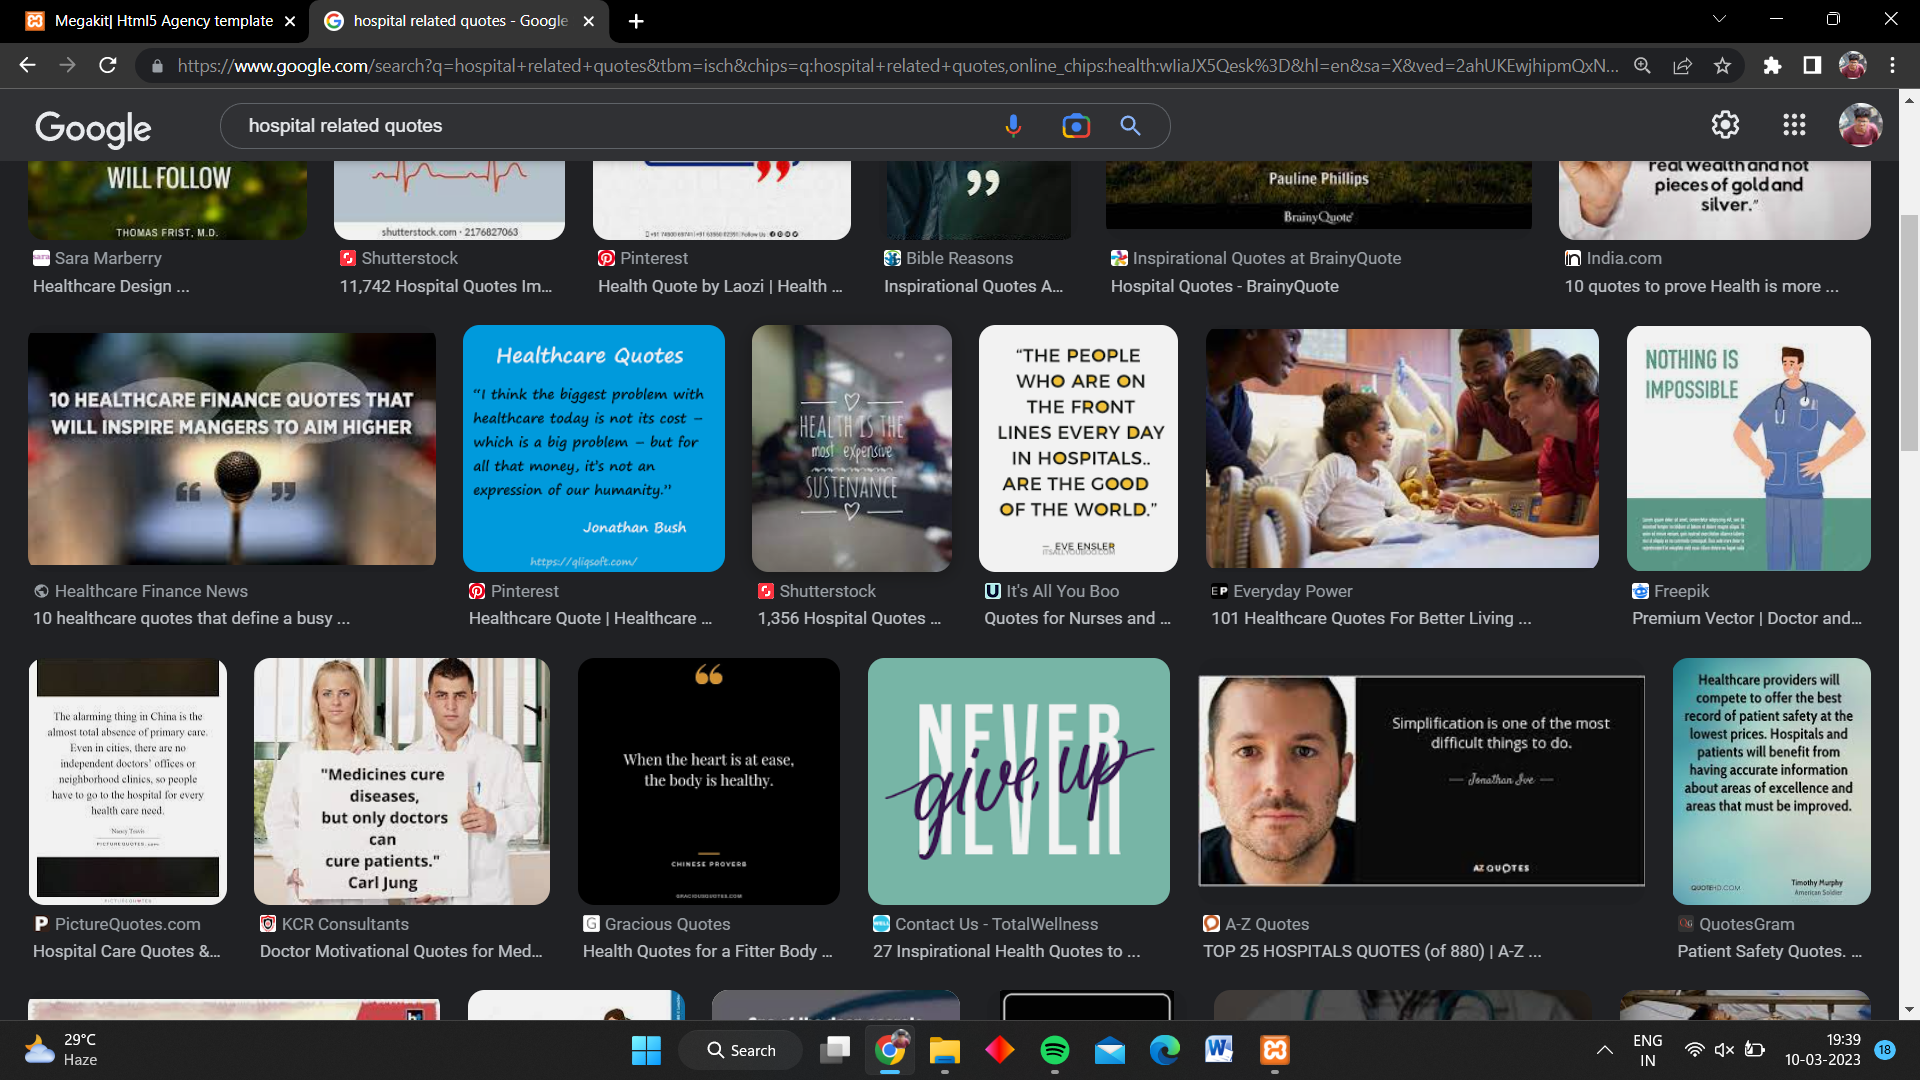 Megakit| Html5 Agency template
hospital related quotes - Google
https://www.google.com/search?q=hospital+related+quotes&tbm=isch&chips=q:hospital+related+quotes,online_chips:health:wIiaJX5Qesk%3D&hl=en&sa=X&ved=2ahUKEwjhipmQxN...
Google
hospital related quotes
WILL FOLLOW
THOMAS FRIST, M.D.
shutterstock.com · 2176827063
Pauline Phillips
BrainyQuote
real wealth and not
pieces of gold and
silver."
Sara Marberry
Healthcare Design ...
Shutterstock
11,742 Hospital Quotes Im...
Pinterest
Health Quote by Laozi | Health ...
Bible Reasons
Inspirational Quotes A...
Inspirational Quotes at BrainyQuote
Hospital Quotes - BrainyQuote
India.com
10 quotes to prove Health is more ...
10 HEALTHCARE FINANCE QUOTES THAT
WILL INSPIRE MANGERS TO AIM HIGHER
Healthcare Quotes
"I think the biggest problem with
healthcare today is not its cost –
which is a big problem – but for
all that money, it's not an
expression of our humanity."
Jonathan Bush
https://qliqsoft.com/
HEALTH IS THE
most expensive
SUSTENANCE
"THE PEOPLE
WHO ARE ON
THE FRONT
LINES EVERY DAY
IN HOSPITALS..
ARE THE GOOD
OF THE WORLD."
— EVE ENSLER
ITSALLYOUBOO.COM
NOTHING IS
IMPOSSIBLE
Healthcare Finance News
10 healthcare quotes that define a busy ...
Pinterest
Healthcare Quote | Healthcare ...
Shutterstock
1,356 Hospital Quotes ...
It's All You Boo
Quotes for Nurses and ...
EP Everyday Power
101 Healthcare Quotes For Better Living ...
Freepik
Premium Vector | Doctor and...
The alarming thing in China is the
almost total absence of primary care.
Even in cities, there are no
independent doctors' offices or
neighborhood clinics, so people
have to go to the hospital for every
health care need.
Nancy Travis
PICTUREQUOTES.com
PICTUREQUOTES
"Medicines cure
diseases,
but only doctors
can
cure patients."
Carl Jung
When the heart is at ease,
the body is healthy.
CHINESE PROVERB
GRACIOUSQUOTES.COM
NEVER
give up
NEVER
Simplification is one of the most
difficult things to do.
— Jonathan Ive —
AZ QUOTES
Healthcare providers will
compete to offer the best
record of patient safety at the
lowest prices. Hospitals and
patients will benefit from
having accurate information
about areas of excellence and
areas that must be improved.
Timothy Murphy
American Soldier
QUOTEHD.COM
PictureQuotes.com
Hospital Care Quotes &...
KCR Consultants
Doctor Motivational Quotes for Med...
Gracious Quotes
Health Quotes for a Fitter Body ...
Contact Us - TotalWellness
27 Inspirational Health Quotes to ...
A-Z Quotes
TOP 25 HOSPITALS QUOTES (of 880) | A-Z ...
QuotesGram
Patient Safety Quotes. ...
29°C
Haze
Search
ENG
IN
19:39
10-03-2023
18